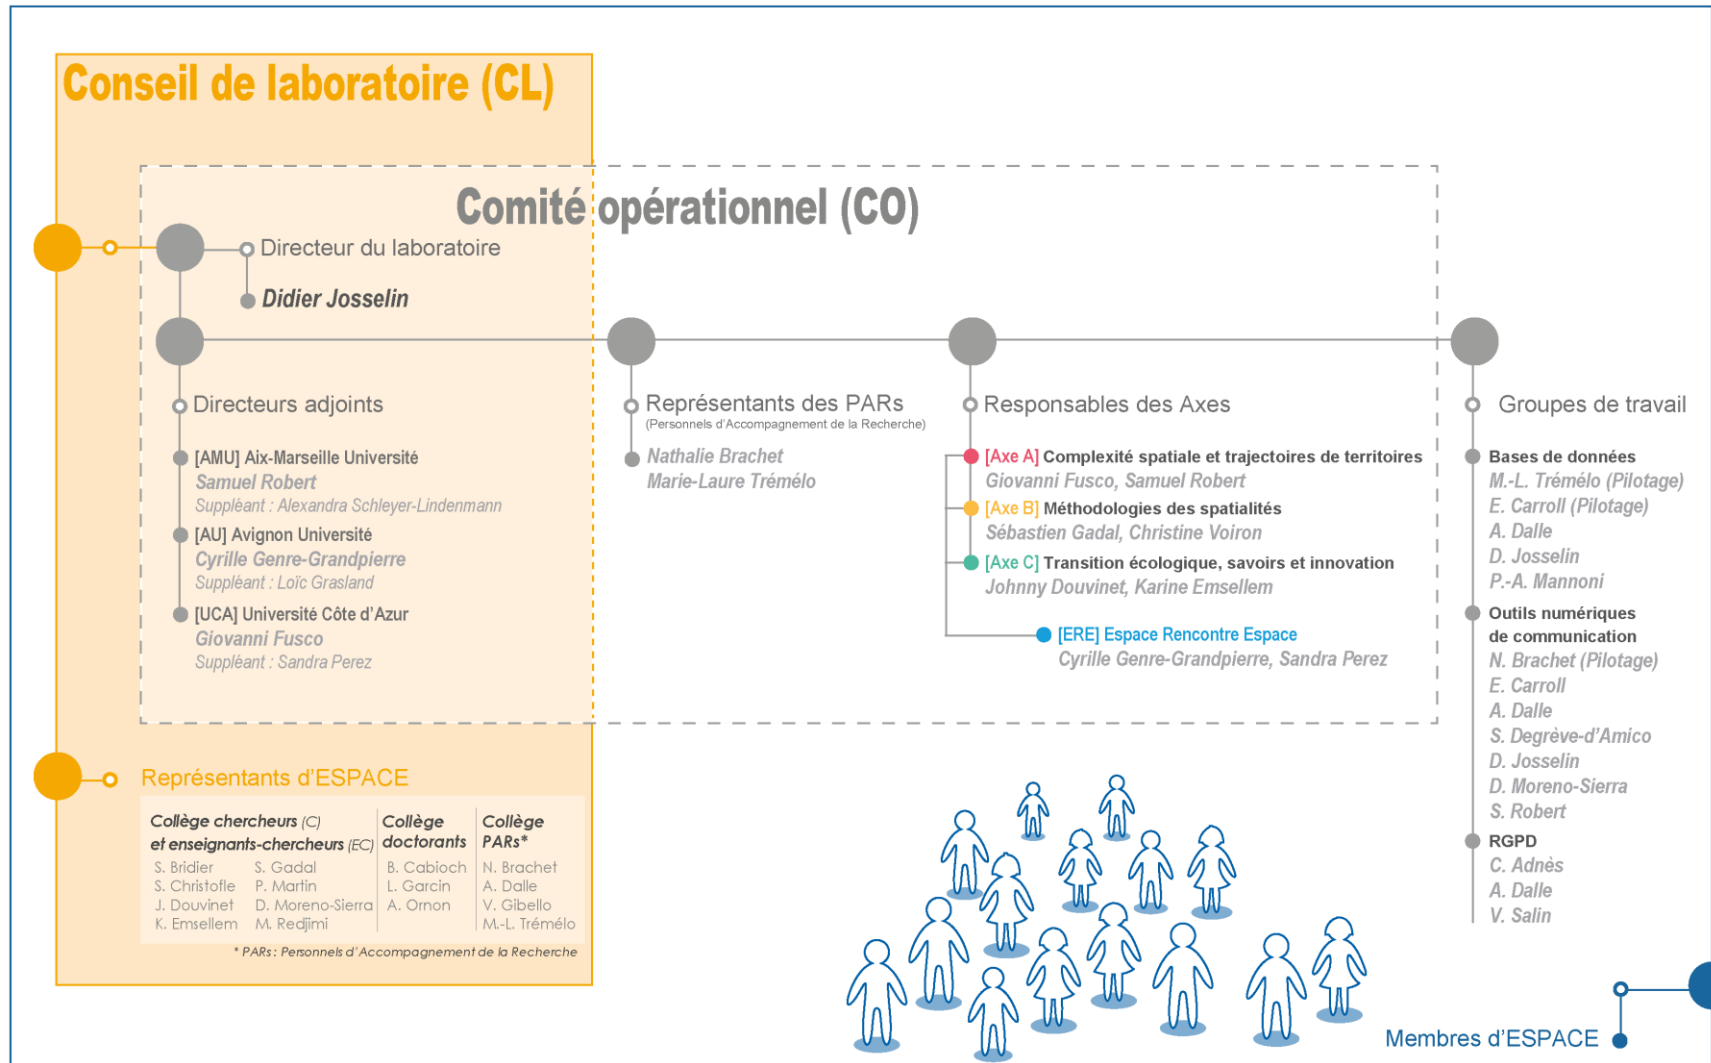 Conseil de laboratoire (CL)
Comité opérationnel (CO)
Directeur du laboratoire
Didier Josselin
Directeurs adjoints
[AMU] Aix-Marseille Université
Samuel Robert
Suppléant : Alexandra Schleyer-Lindenmann
[AU] Avignon Université
Cyrille Genre-Grandpierre
Suppléant : Loïc Grasland
[UCA] Université Côte d'Azur
Giovanni Fusco
Suppléant : Sandra Perez
Représentants des PARs
(Personnels d'Accompagnement de la Recherche)
Nathalie Brachet
Marie-Laure Trémélo
Responsables des Axes
[Axe A] Complexité spatiale et trajectoires de territoires
Giovanni Fusco, Samuel Robert
[Axe B] Méthodologies des spatialités
Sébastien Gadal, Christine Voiron
[Axe C] Transition écologique, savoirs et innovation
Johnny Douvinet, Karine Emsellem
[ERE] Espace Rencontre Espace
Cyrille Genre-Grandpierre, Sandra Perez
Groupes de travail
Bases de données
M.-L. Trémélo (Pilotage)
E. Carroll (Pilotage)
A. Dalle
D. Josselin
P.-A. Mannoni
Outils numériques
de communication
N. Brachet (Pilotage)
E. Carroll
A. Dalle
S. Degrève-d'Amico
D. Josselin
D. Moreno-Sierra
S. Robert
RGPD
C. Adnès
A. Dalle
V. Salin
Représentants d'ESPACE
Collège chercheurs (C)
et enseignants-chercheurs (EC)
S. Bridier
S. Christofle
J. Douvinet
K. Emsellem
S. Gadal
P. Martin
D. Moreno-Sierra
M. Redjimi
Collège
doctorants
B. Cabioch
L. Garcin
A. Ornon
Collège
PARs*
N. Brachet
A. Dalle
V. Gibello
M.-L. Trémélo
* PARs : Personnels d'Accompagnement de la Recherche
Membres d'ESPACE